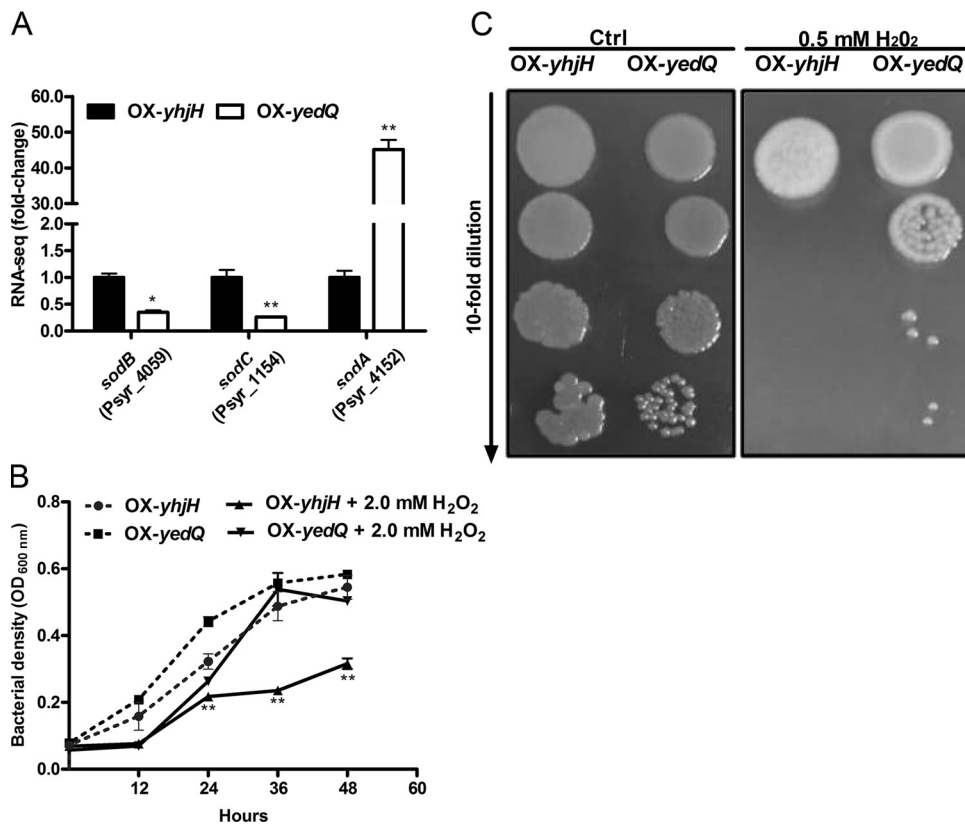 A
RNA-seq (fold-change)
OX-yhjH OX-yedQ
60.0
50.0
40.0
30.0
2.0
1.5
1.0
0.5
0.0
*
**
**
sodB
(Psyr_4059)
sodC
(Psyr_1154)
sodA
(Psyr_4152)
B
Bacterial density (OD600 nm)
OX-yhjH OX-yhjH + 2.0 mM H2O2
OX-yedQ OX-yedQ + 2.0 mM H2O2
0.8
0.6
0.4
0.2
0.0
**
**
**
12 24 36 48 60
Hours
C
Ctrl 0.5 mM H2O2
OX-yhjH OX-yedQ OX-yhjH OX-yedQ
10-fold dilution